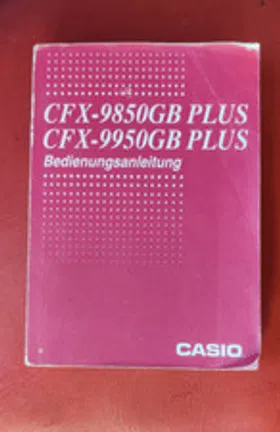 CFX-9850GB PLUS
CFX-9950GB PLUS
Bedienungsanleitung
CASIO